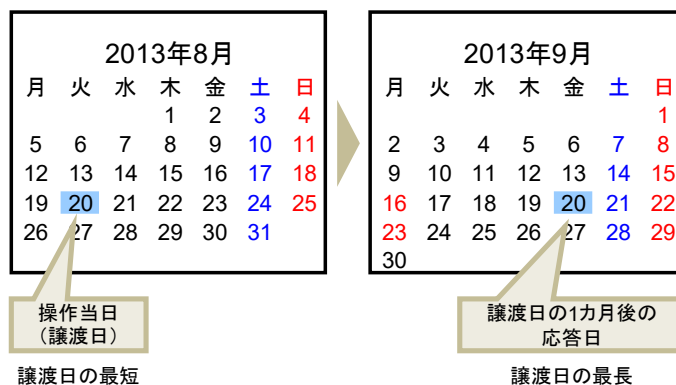 2013年8月
月 火 水 木 金 土 日
1 2 3 4
5 6 7 8 9 10 11
12 13 14 15 16 17 18
19 20 21 22 23 24 25
26 27 28 29 30 31
操作当日
（譲渡日）
譲渡日の最短
2013年9月
月 火 水 木 金 土 日
1
2 3 4 5 6 7 8
9 10 11 12 13 14 15
16 17 18 19 20 21 22
23 24 25 26 27 28 29
30
譲渡日の1カ月後の
応答日
譲渡日の最長